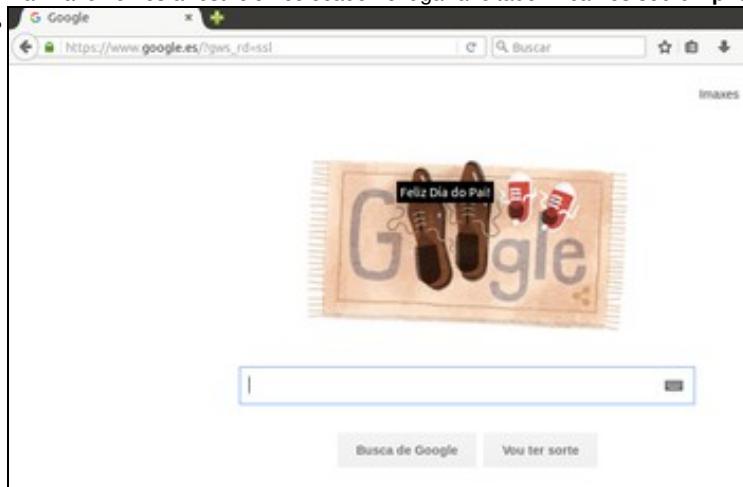 Google
https://www.google.es/?gws_rd=ssl
Buscar
Imaxes
Google
Feliz Día do Pai!
Busca de Google
Vou ter sorte